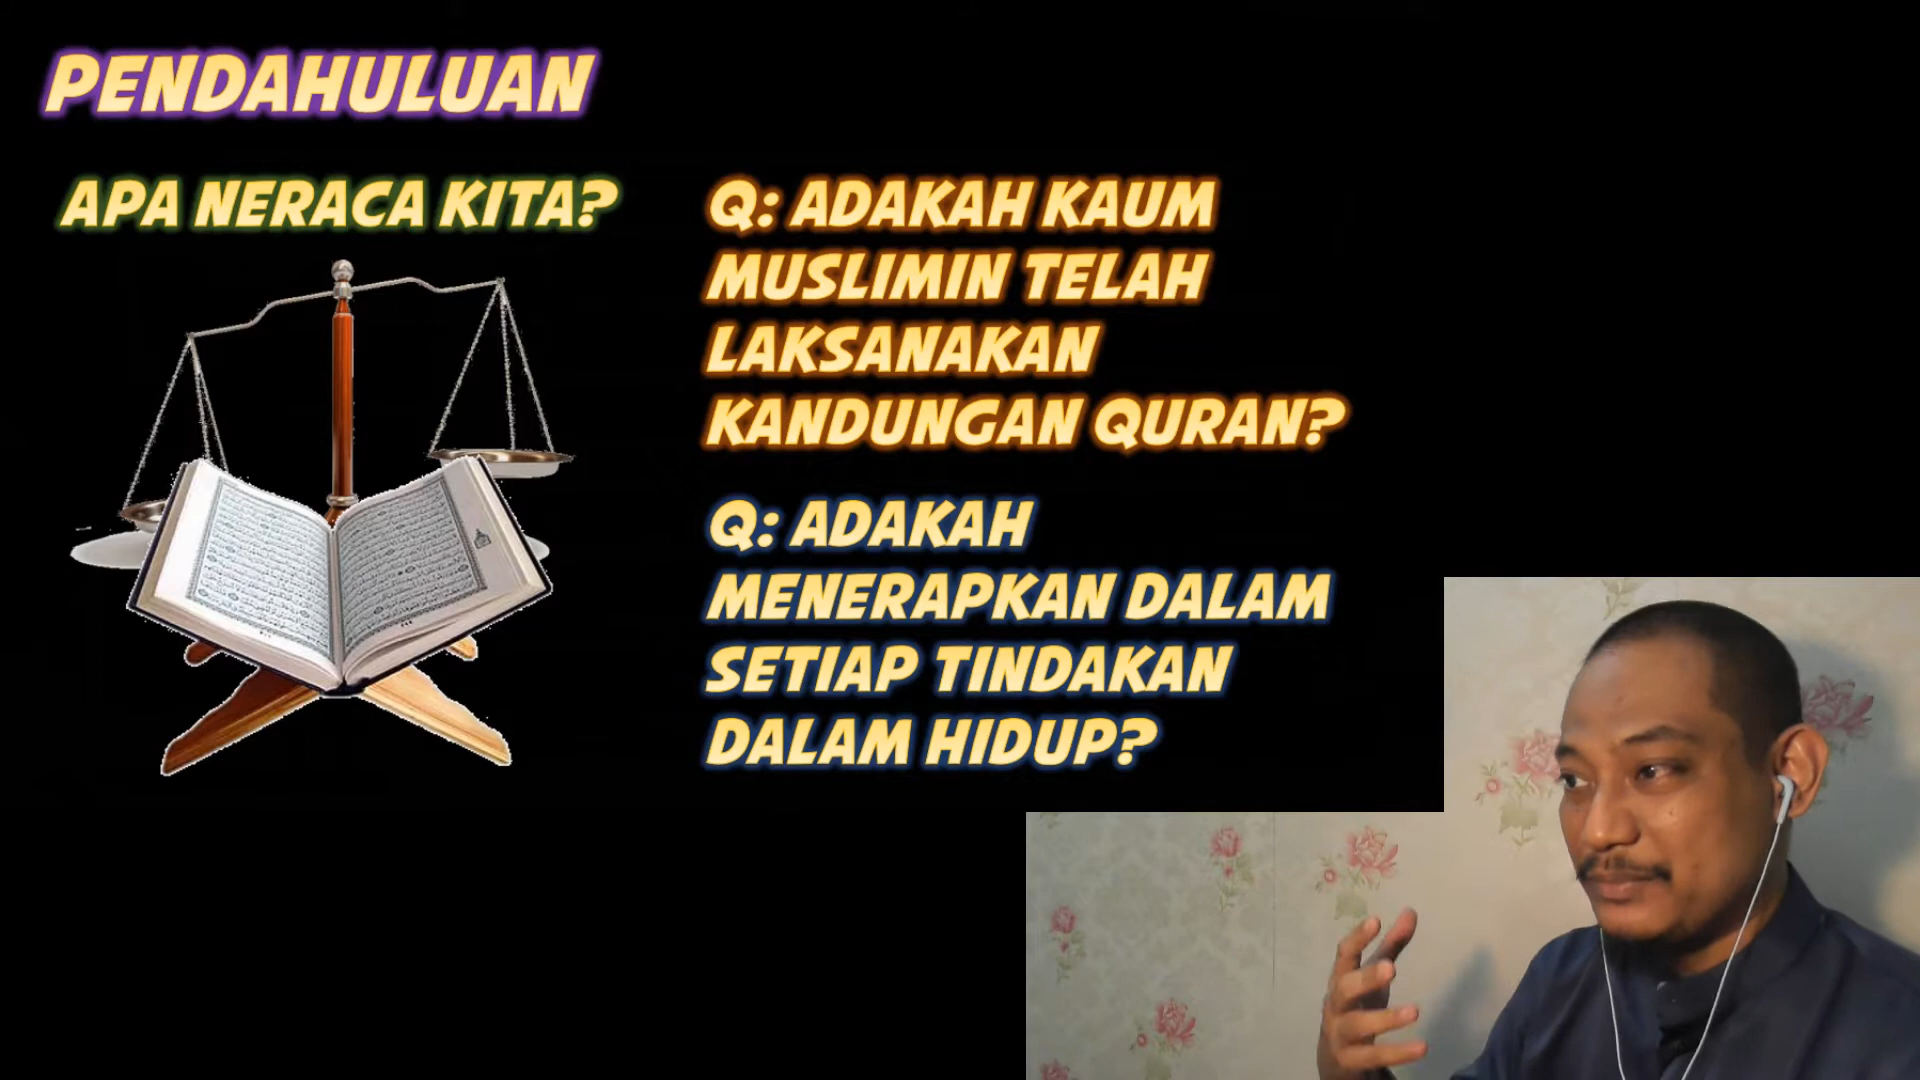 PENDAHULUAN
APA NERACA KITA?
Q: ADAKAH KAUM
MUSLIMIN TELAH
LAKSANAKAN
KANDUNGAN QURAN?
Q: ADAKAH
MENERAPKAN DALAM
SETIAP TINDAKAN
DALAM HIDUP?